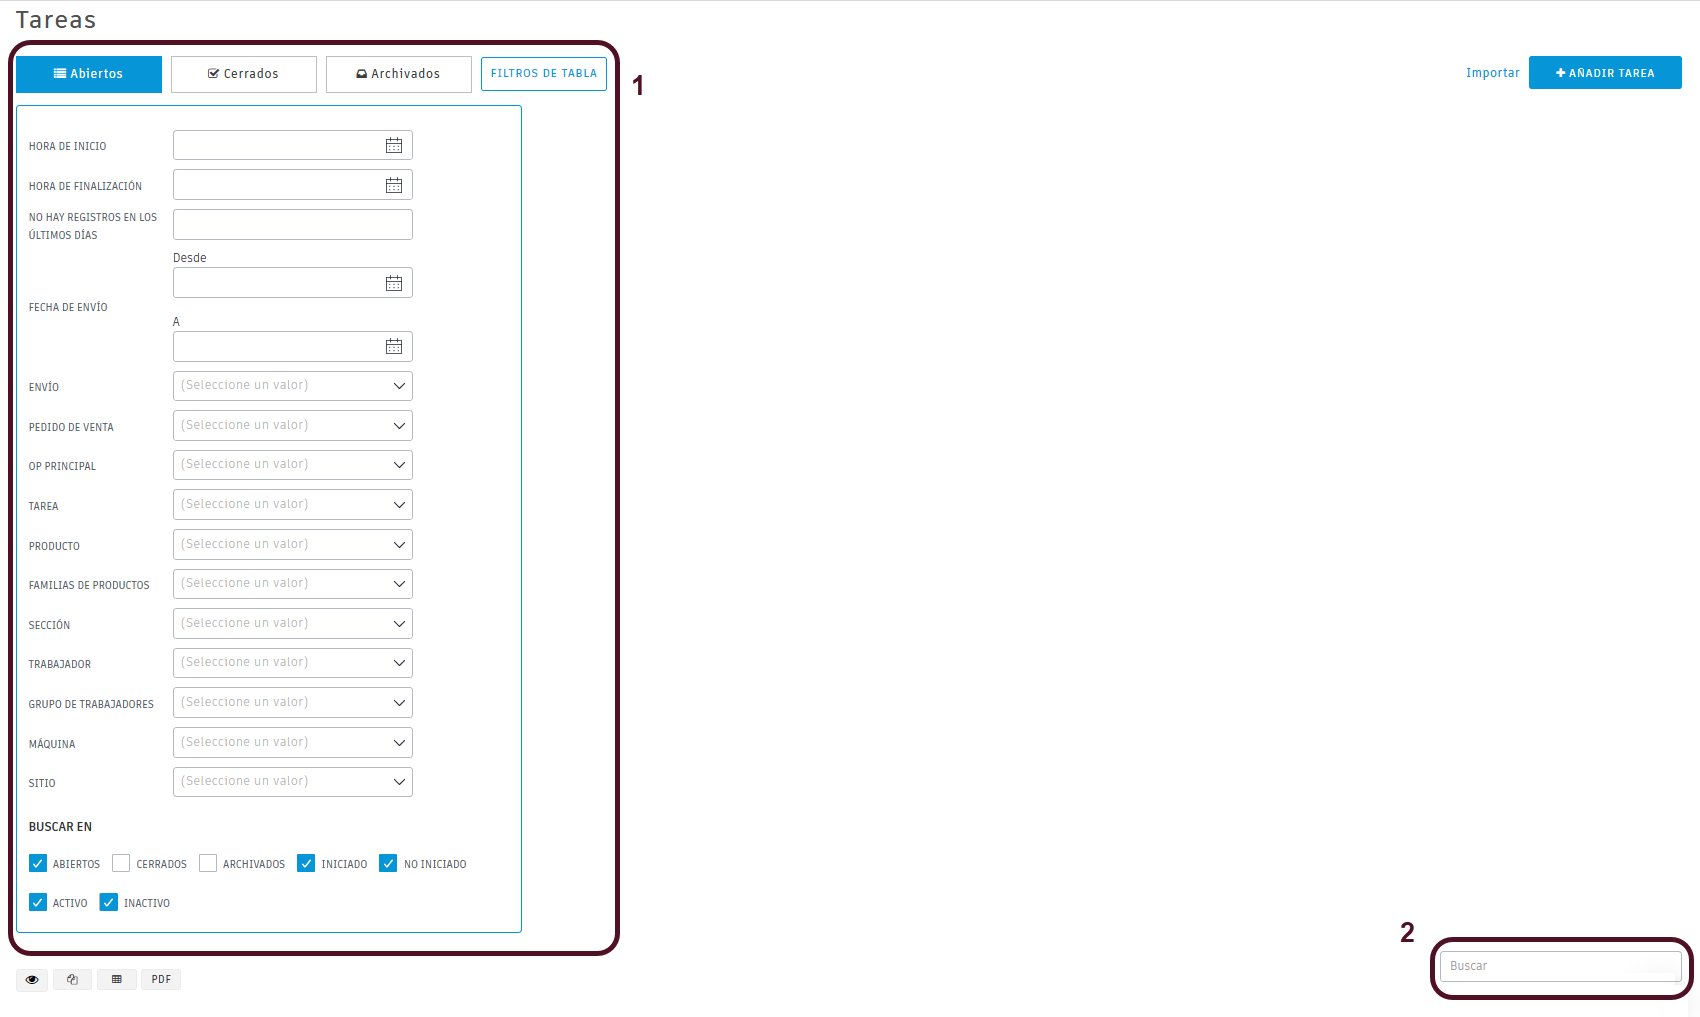 Tareas
Abiertos
Cerrados
Archivados
FILTROS DE TABLA
1
Importar
AÑADIR TAREA
HORA DE INICIO
HORA DE FINALIZACIÓN
NO HAY REGISTROS EN LOS
ÚLTIMOS DÍAS
Desde
FECHA DE ENVÍO
A
ENVÍO
(Seleccione un valor)
PEDIDO DE VENTA
(Seleccione un valor)
OP PRINCIPAL
(Seleccione un valor)
TAREA
(Seleccione un valor)
PRODUCTO
(Seleccione un valor)
FAMILIAS DE PRODUCTOS
(Seleccione un valor)
SECCIÓN
(Seleccione un valor)
TRABAJADOR
(Seleccione un valor)
GRUPO DE TRABAJADORES
(Seleccione un valor)
MÁQUINA
(Seleccione un valor)
SITIO
(Seleccione un valor)
BUSCAR EN
ABIERTOS
CERRADOS
ARCHIVADOS
INICIADO
NO INICIADO
ACTIVO
INACTIVO
2
Buscar
PDF